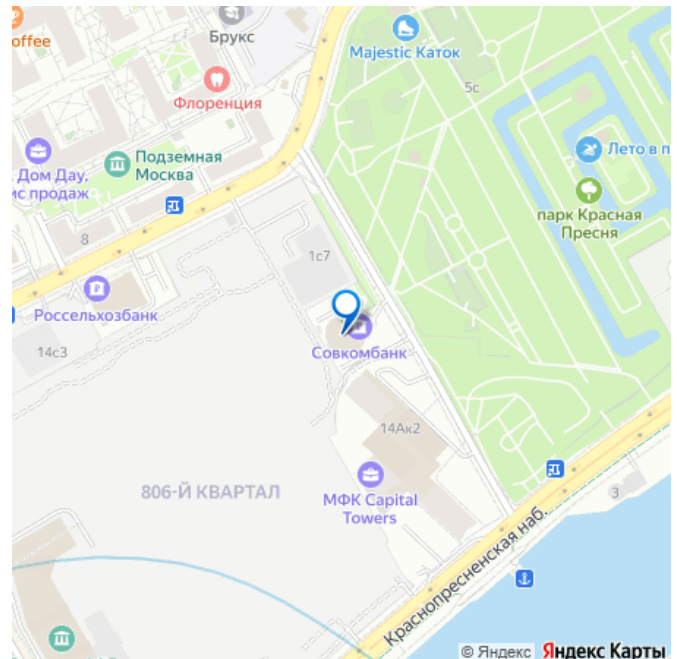 offee
Брукс
Majestic Каток
5с
Флоренция
Подземная
Москва
Дом Дау,
ис продаж
Лето в п
парк Красная
Пресня
8
1с7
Россельхозбанк
Совкомбанк
14с3
14Ак2
806-Й КВАРТАЛ
МФК Capital
Towers
3
Краснопресненская наб.
© Яндекс Яндекс Карты